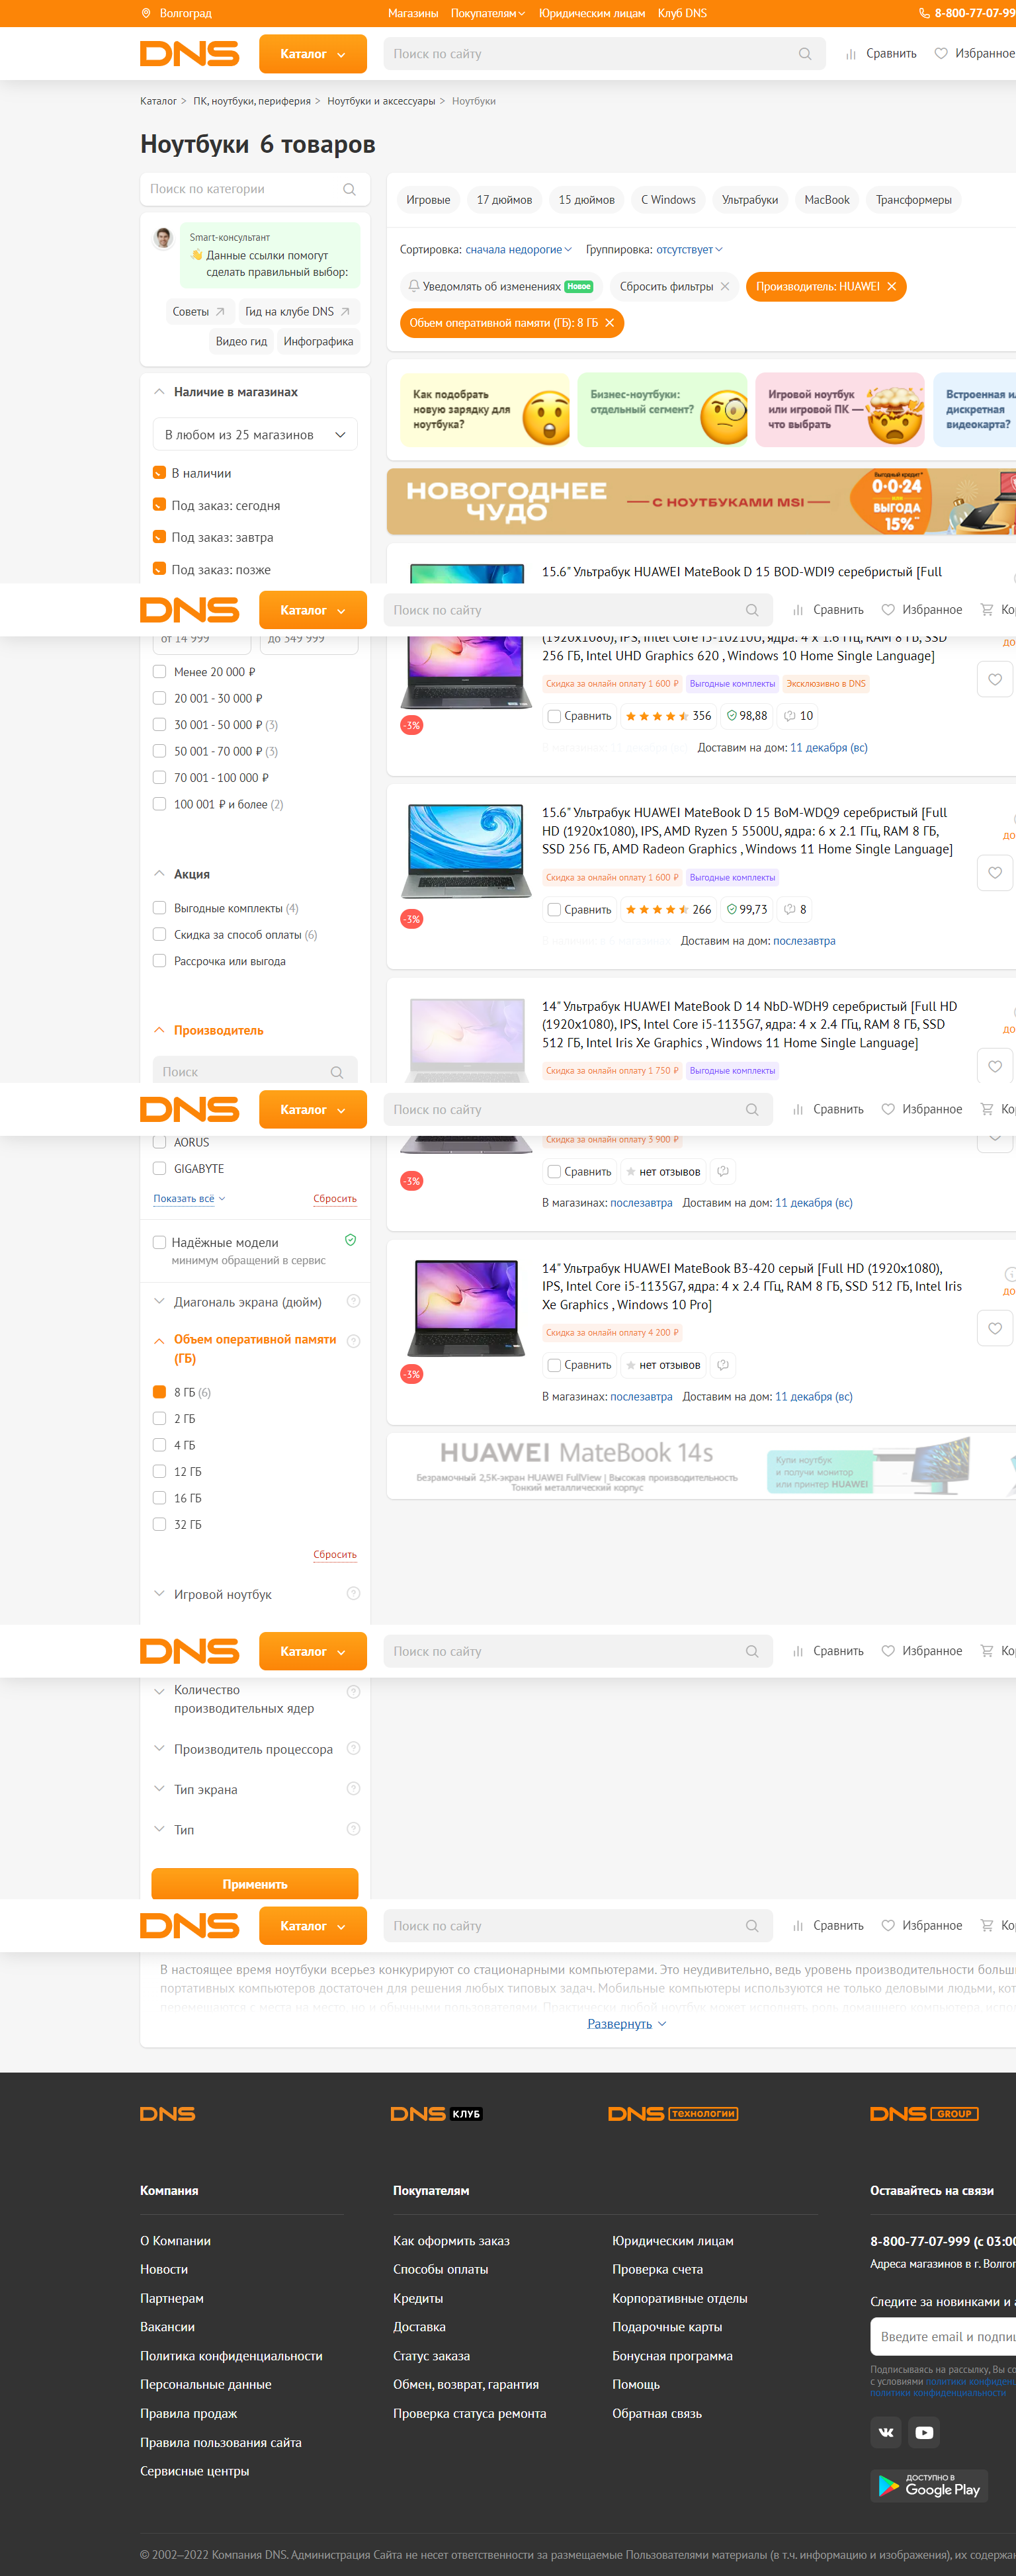 Волгоград
Магазины Покупателям Юридическим лицам Клуб DNS
8-800-77-07-99
DNS
Каталог
Поиск по сайту
Сравнить
Избранное
Каталог > ПК, ноутбуки, периферия > Ноутбуки и аксессуары > Ноутбуки
Ноутбуки 6 товаров
Поиск по категории
Smart-консультант
Данные ссылки помогут
сделать правильный выбор:
Советы
Гид на клубе DNS
Видео гид
Инфографика
Наличие в магазинах
В любом из 25 магазинов
В наличии
Под заказ: сегодня
Под заказ: завтра
Под заказ: позже
Игровые
17 дюймов
15 дюймов
С Windows
Ультрабуки
MacBook
Трансформеры
Сортировка: сначала недорогие
Группировка: отсутствует
Уведомлять об изменениях Новое
Сбросить фильтры
Производитель: HUAWEI
Объем оперативной памяти (ГБ): 8 ГБ
Как подобрать
новую зарядку для
ноутбука?
Бизнес-ноутбуки:
отдельный сегмент?
Игровой ноутбук
или игровой ПК —
что выбрать
Встроенная и
дискретная
видеокарта?
НОВОГОДНЕЕ
ЧУДО
— С НОУТБУКАМИ MSI —
Выгодный кредит*
0-0-24
или
ВЫГОДА
15%
15.6" Ультрабук HUAWEI MateBook D 15 BOD-WDI9 серебристый [Full
DNS
Каталог
Поиск по сайту
Сравнить
Избранное
Кор
от 14 999
до 349 999
Менее 20 000 ₽
20 001 - 30 000 ₽
30 001 - 50 000 ₽ (3)
50 001 - 70 000 ₽ (3)
70 001 - 100 000 ₽
100 001 ₽ и более (2)
(1920x1080), IPS, Intel Core i5-10210U, ядра: 4 x 1.6 ГГц, RAM 8 ГБ, SSD
256 ГБ, Intel UHD Graphics 620 , Windows 10 Home Single Language]
Скидка за онлайн оплату 1 600 ₽
Выгодные комплекты
Эксклюзивно в DNS
-3%
Сравнить
356
98,88
10
Доставим на дом: 11 декабря (вс)
до
15.6" Ультрабук HUAWEI MateBook D 15 BoM-WDQ9 серебристый [Full
HD (1920x1080), IPS, AMD Ryzen 5 5500U, ядра: 6 x 2.1 ГГц, RAM 8 ГБ,
SSD 256 ГБ, AMD Radeon Graphics , Windows 11 Home Single Language]
Скидка за онлайн оплату 1 600 ₽
Выгодные комплекты
-3%
Сравнить
266
99,73
8
Доставим на дом: послезавтра
до
Акция
Выгодные комплекты (4)
Скидка за способ оплаты (6)
Рассрочка или выгода
Производитель
Поиск
14" Ультрабук HUAWEI MateBook D 14 NbD-WDH9 серебристый [Full HD
(1920x1080), IPS, Intel Core i5-1135G7, ядра: 4 x 2.4 ГГц, RAM 8 ГБ, SSD
512 ГБ, Intel Iris Xe Graphics , Windows 11 Home Single Language]
Скидка за онлайн оплату 1 750 ₽
Выгодные комплекты
до
DNS
Каталог
Поиск по сайту
Сравнить
Избранное
Кор
AORUS
GIGABYTE
Показать всё
Сбросить
Скидка за онлайн оплату 3 900 ₽
-3%
Сравнить
нет отзывов
В магазинах: послезавтра
Доставим на дом: 11 декабря (вс)
Надёжные модели
минимум обращений в сервис
Диагональ экрана (дюйм)
Объем оперативной памяти
(ГБ)
8 ГБ (6)
2 ГБ
4 ГБ
12 ГБ
16 ГБ
32 ГБ
Сбросить
Игровой ноутбук
14" Ультрабук HUAWEI MateBook B3-420 серый [Full HD (1920x1080),
IPS, Intel Core i5-1135G7, ядра: 4 x 2.4 ГГц, RAM 8 ГБ, SSD 512 ГБ, Intel Iris
Xe Graphics , Windows 10 Pro]
Скидка за онлайн оплату 4 200 ₽
-3%
Сравнить
нет отзывов
В магазинах: послезавтра
Доставим на дом: 11 декабря (вс)
до
HUAWEI MateBook 14s
Безрамочный 2,5K-экран HUAWEI FullView | Высокая производительность
Тонкий металлический корпус
Купи ноутбук
и получи монитор
или принтер HUAWEI
DNS
Каталог
Поиск по сайту
Сравнить
Избранное
Кор
Количество
производительных ядер
Производитель процессора
Тип экрана
Тип
Применить
DNS
Каталог
Поиск по сайту
Сравнить
Избранное
Кор
В настоящее время ноутбуки всерьез конкурируют со стационарными компьютерами. Это неудивительно, ведь уровень производительности больш
портативных компьютеров достаточен для решения любых типовых задач. Мобильные компьютеры используются не только деловыми людьми, кот
Развернуть
DNS
DNS КЛУБ
DNS ТЕХНОЛОГИИ
DNS GROUP
Компания
О Компании
Новости
Партнерам
Вакансии
Политика конфиденциальности
Персональные данные
Правила продаж
Правила пользования сайта
Сервисные центры
Покупателям
Как оформить заказ
Способы оплаты
Кредиты
Доставка
Статус заказа
Обмен, возврат, гарантия
Проверка статуса ремонта
Юридическим лицам
Проверка счета
Корпоративные отделы
Подарочные карты
Бонусная программа
Помощь
Обратная связь
Оставайтесь на связи
8-800-77-07-999 (с 03:00
Адреса магазинов в г. Волгог
Следите за новинками и а
Введите email и подпиш
Подписываясь на рассылку, Вы со
с условиями политики конфиденц
политики конфиденциальности
ДОСТУПНО В
Google Play
© 2002–2022 Компания DNS. Администрация Сайта не несет ответственности за размещаемые Пользователями материалы (в т.ч. информацию и изображения), их содержан